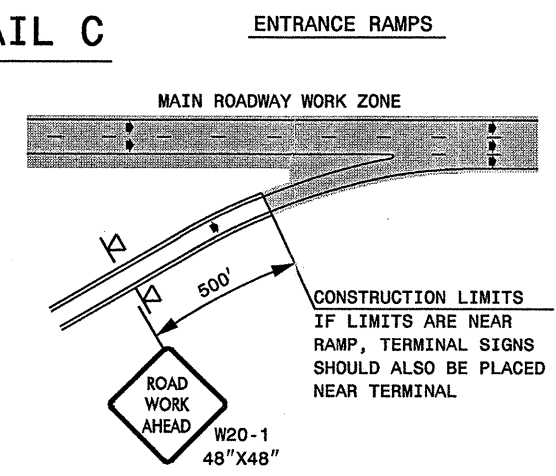 AIL C
ENTRANCE RAMPS
MAIN ROADWAY WORK ZONE
500'
CONSTRUCTION LIMITS
IF LIMITS ARE NEAR
RAMP, TERMINAL SIGNS
SHOULD ALSO BE PLACED
NEAR TERMINAL
ROAD
WORK
AHEAD
W20-1
48"X48"